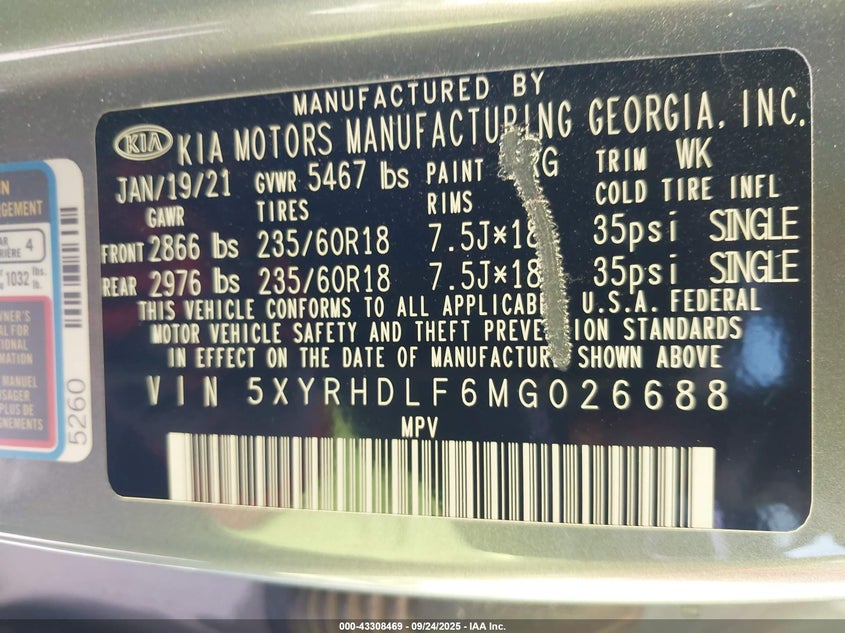 MANUFACTURED BY
KIA KIA MOTORS MANUFACTURING GEORGIA, INC.
JAN/19/21 GVWR 5467 lbs PAINT TRIM WK
GAWR TIRES RIMS COLD TIRE INFL
FRONT 2866 lbs 235/60R18 7.5J*18 35psi SINGLE
REAR 2976 lbs 235/60R18 7.5J*18 35psi SINGLE
THIS VEHICLE CONFORMS TO ALL APPLICABLE U.S.A. FEDERAL
MOTOR VEHICLE SAFETY AND THEFT PREVENTION STANDARDS
IN EFFECT ON THE DATE OF MANUFACTURE SHOWN ABOVE
VIN 5XYRHDLF6MG026688
MPV
4
1032 lbs.
5260
000-43308469 - 09/24/2025 - IAA Inc.